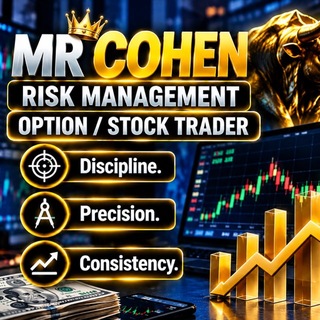 MR COHEN
RISK MANAGEMENT
OPTION / STOCK TRADER
Discipline.
Precision.
Consistency.